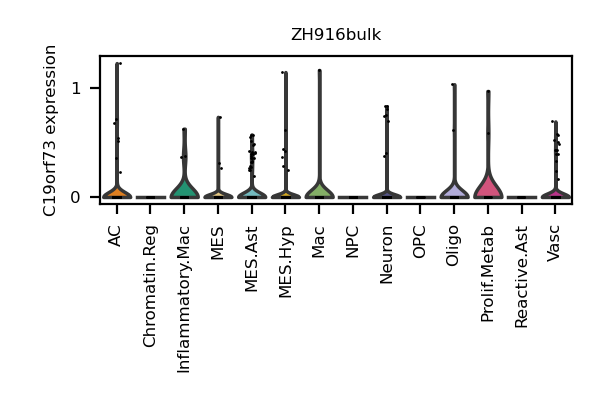 ZH916bulk
C19orf73 expression
1
0
AC
Chromatin.Reg
Inflammatory.Mac
MES
MES.Ast
MES.Hyp
Mac
NPC
Neuron
OPC
Oligo
Prolif.Metab
Reactive.Ast
Vasc